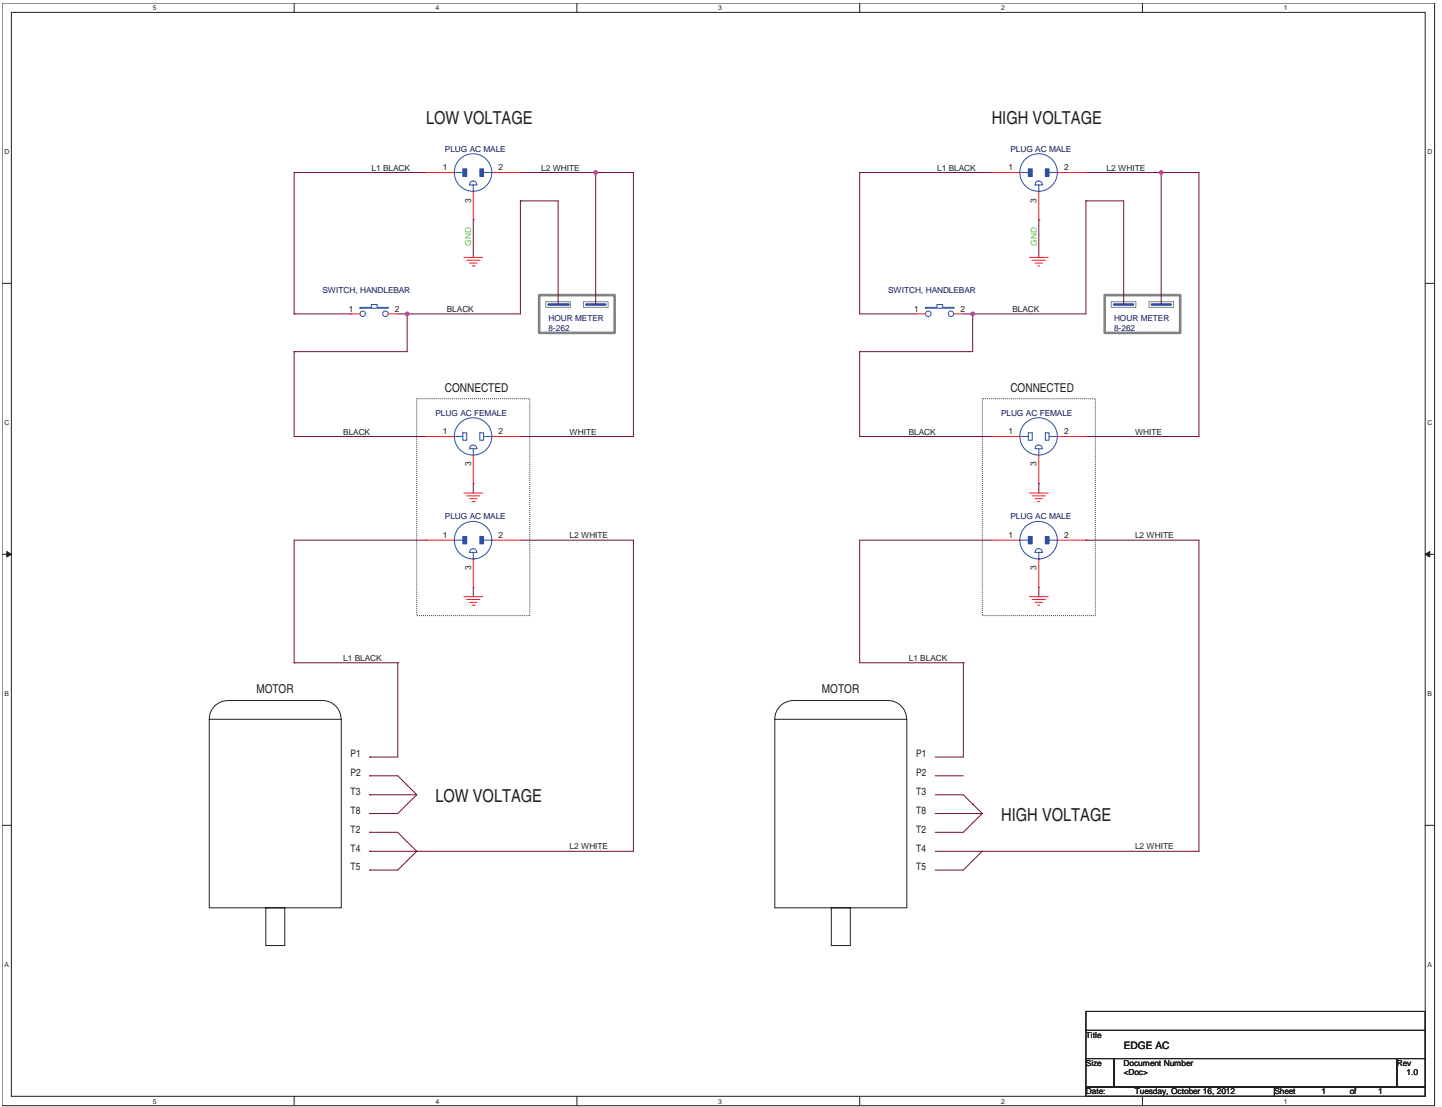 5 4 3 2 1
LOW VOLTAGE
HIGH VOLTAGE
D
D
PLUG AC MALE
PLUG AC MALE
L1 BLACK 1 2 L2 WHITE
L1 BLACK 1 2 L2 WHITE
3
3
GND
GND
SWITCH, HANDLEBAR
SWITCH, HANDLEBAR
1 2 BLACK
1 2 BLACK
HOUR METER
8-262
HOUR METER
8-262
CONNECTED
CONNECTED
C
C
PLUG AC FEMALE
PLUG AC FEMALE
BLACK 1 2 WHITE
BLACK 1 2 WHITE
3
3
PLUG AC MALE
PLUG AC MALE
1 2 L2 WHITE
1 2 L2 WHITE
3
3
L1 BLACK
L1 BLACK
MOTOR
MOTOR
B
B
P1
P2
T3
T8
T2
T4
T5
LOW VOLTAGE
L2 WHITE
P1
P2
T3
T8
T2
T4
T5
HIGH VOLTAGE
L2 WHITE
A
A
Title
EDGE AC
Size Document Number Rev
<Doc> 1.0
Date: Tuesday, October 16, 2012 Sheet 1 of 1
5 4 3 2 1